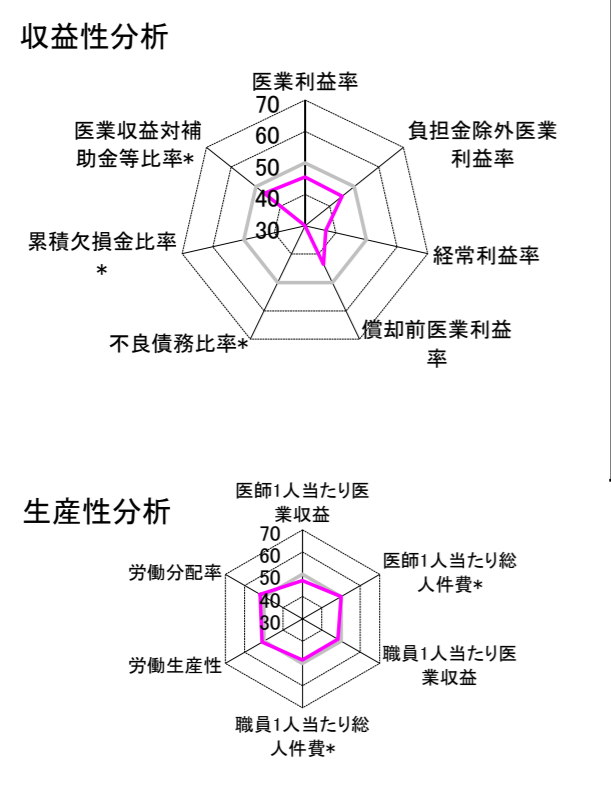 収益性分析
医業利益率
70
60
50
40
30
負担金除外医業
利益率
経常利益率
償却前医業利益
率
不良債務比率*
累積欠損金比率
*
医業収益対補
助金等比率*
生産性分析
医師1人当たり医
業収益
70
60
50
40
30
医師1人当たり総
人件費*
職員1人当たり医
業収益
職員1人当たり総
人件費*
労働生産性
労働分配率